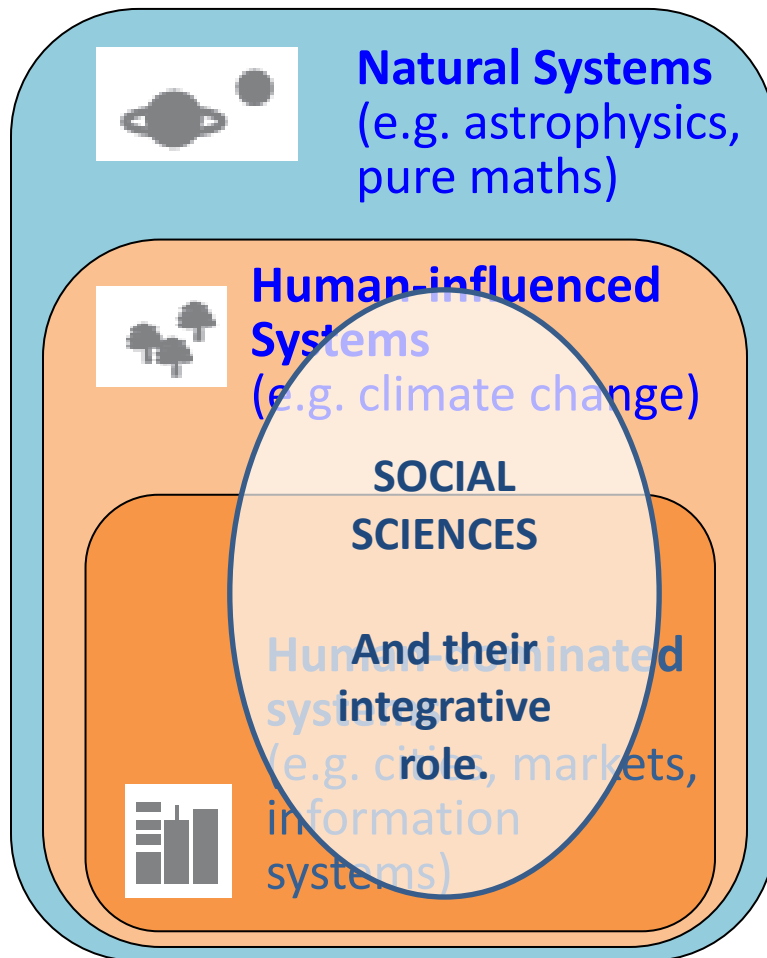 Natural Systems
(e.g. astrophysics,
pure maths)
Human-influenced
Systems
(e.g. climate change)
SOCIAL
SCIENCES
And their
integrative
role.
Human-dominated
systems
(e.g. cities, markets,
information
systems)